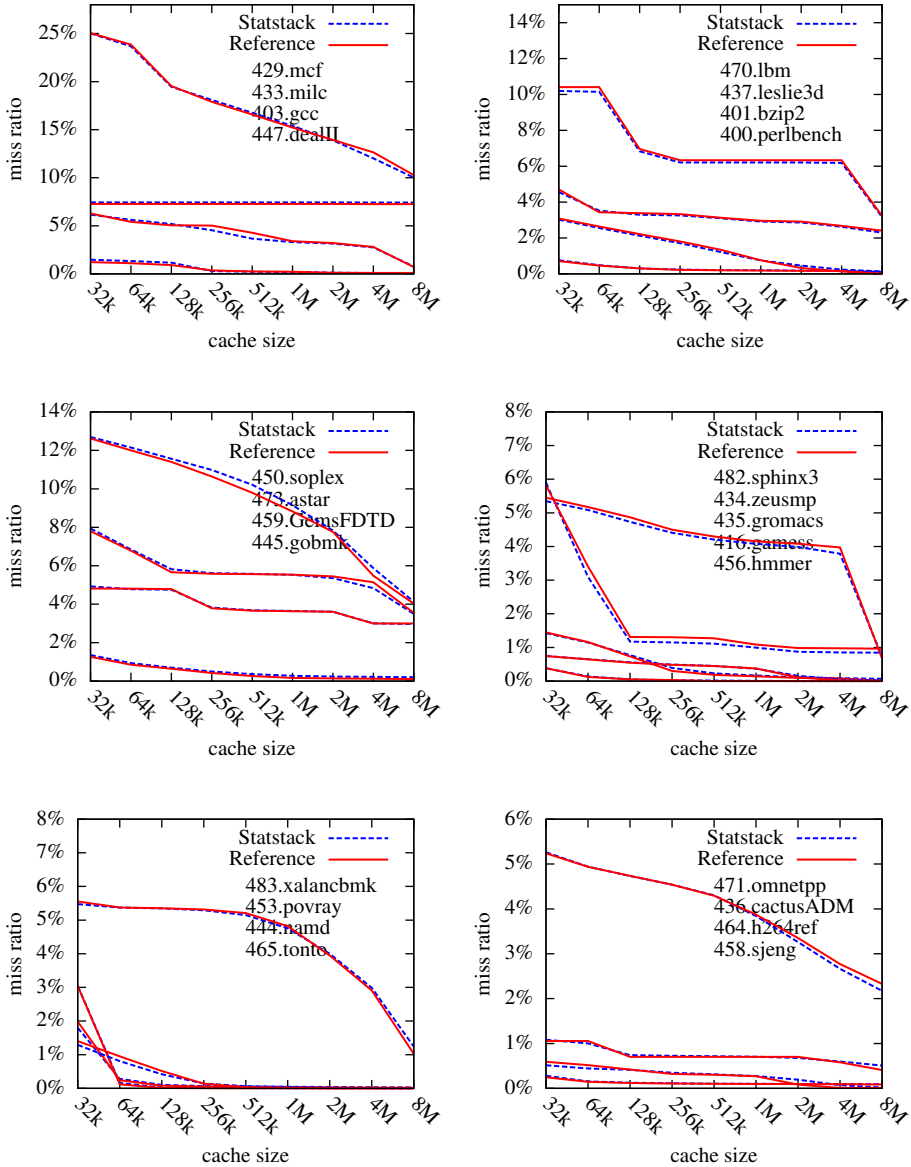 25%
20%
15%
10%
5%
0%
miss ratio
Statstack
Reference
429.mcf
433.milc
403.gcc
447.dealII
32k
64k
128k
256k
512k
1M
2M
4M
8M
cache size
14%
12%
10%
8%
6%
4%
2%
0%
miss ratio
Statstack
Reference
470.lbm
437.leslie3d
401.bzip2
400.perlbench
32k
64k
128k
256k
512k
1M
2M
4M
8M
cache size
14%
12%
10%
8%
6%
4%
2%
0%
miss ratio
Statstack
Reference
450.soplex
473.astar
459.GemsFDTD
445.gobmk
32k
64k
128k
256k
512k
1M
2M
4M
8M
cache size
8%
7%
6%
5%
4%
3%
2%
1%
0%
miss ratio
Statstack
Reference
482.sphinx3
434.zeusmp
435.gromacs
416.gamess
456.hmmer
32k
64k
128k
256k
512k
1M
2M
4M
8M
cache size
8%
7%
6%
5%
4%
3%
2%
1%
0%
miss ratio
Statstack
Reference
483.xalancbmk
453.povray
444.namd
465.tonto
32k
64k
128k
256k
512k
1M
2M
4M
8M
cache size
6%
5%
4%
3%
2%
1%
0%
miss ratio
Statstack
Reference
471.omnetpp
436.cactusADM
464.h264ref
458.sjeng
32k
64k
128k
256k
512k
1M
2M
4M
8M
cache size